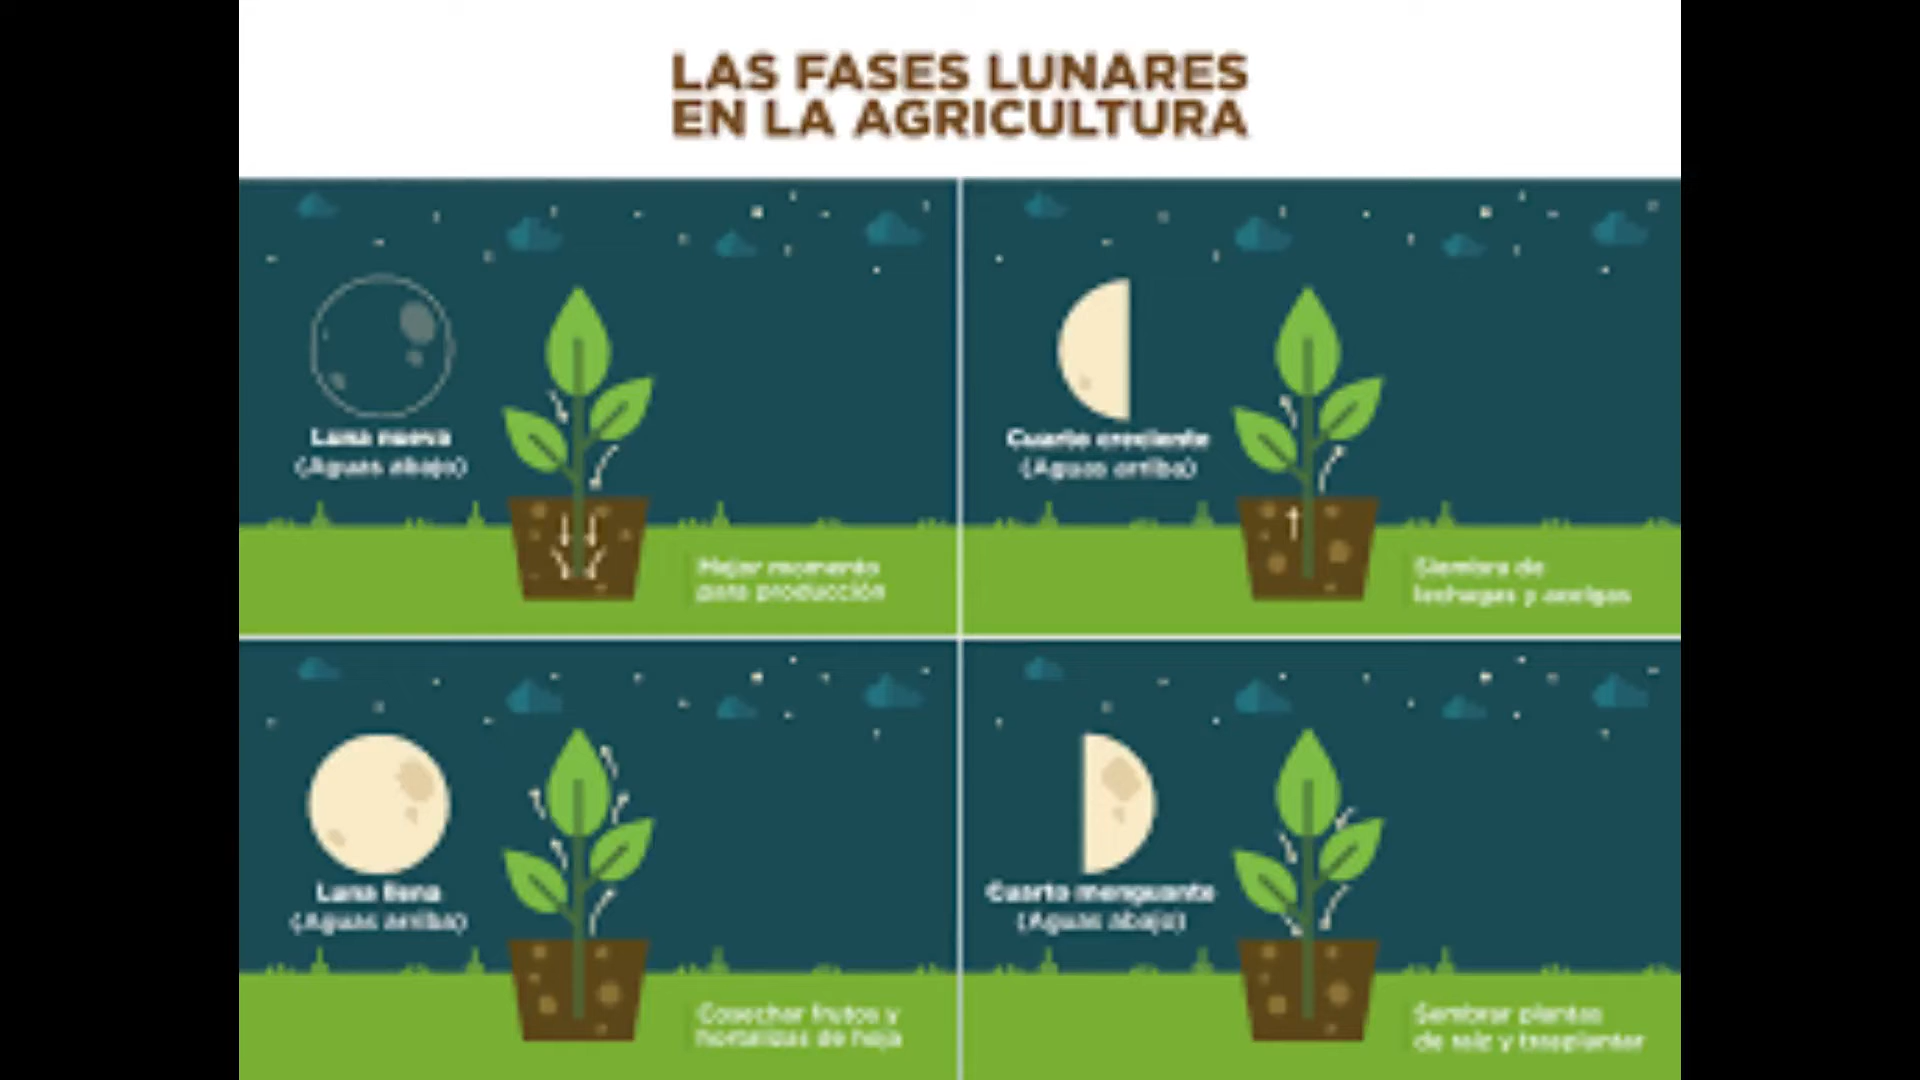 LAS FASES LUNARES
EN LA AGRICULTURA
Luna nueva
(Aguas abajo)
Mejor momento
para producción
Cuarto creciente
(Aguas arriba)
Siembra de
lechugas y acelgas
Luna llena
(Aguas arriba)
Cosechar frutos y
hortalizas de hoja
Cuarto menguante
(Aguas abajo)
Sembrar plantas
de raíz y trasplantar